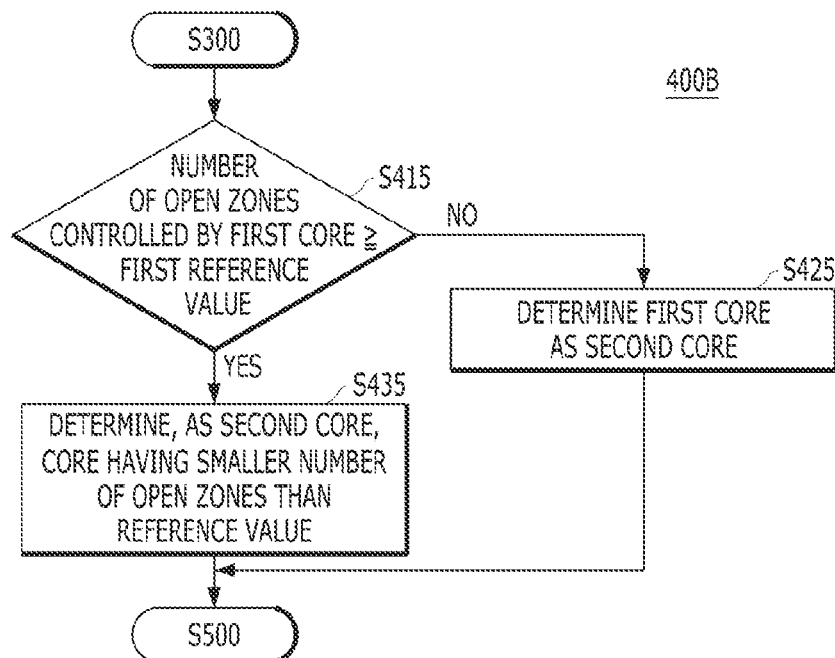 S300
400B
NUMBER
OF OPEN ZONES
CONTROLLED BY FIRST CORE ≧
FIRST REFERENCE
VALUE
S415
NO
S425
DETERMINE FIRST CORE
AS SECOND CORE
YES
S435
DETERMINE, AS SECOND CORE,
CORE HAVING SMALLER NUMBER
OF OPEN ZONES THAN
REFERENCE VALUE
S500